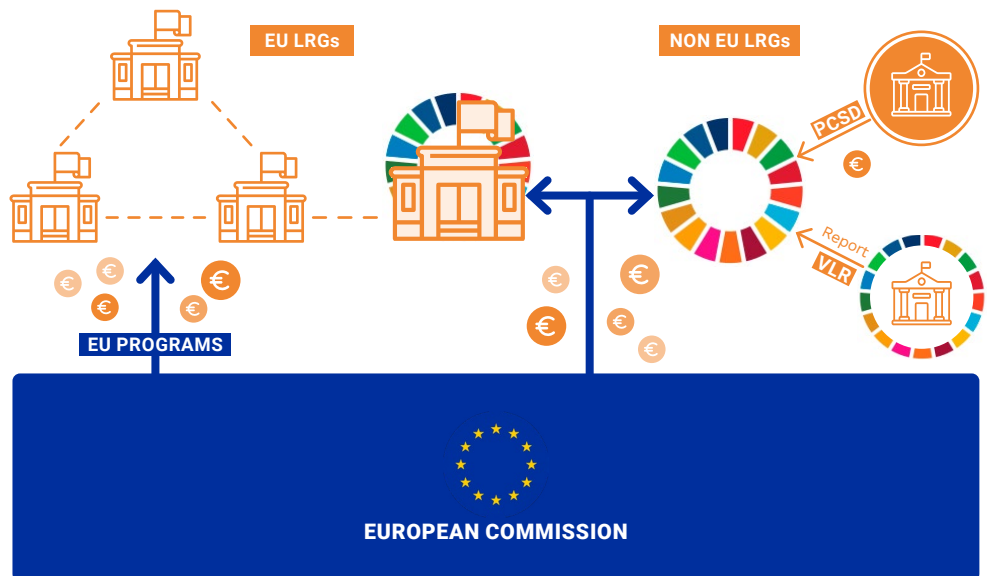 EU LRGs
NON EU LRGs
PCSD
€
Report
VLR
€
€
€
€
€
€
€
€
€
€
EU PROGRAMS
EUROPEAN COMMISSION